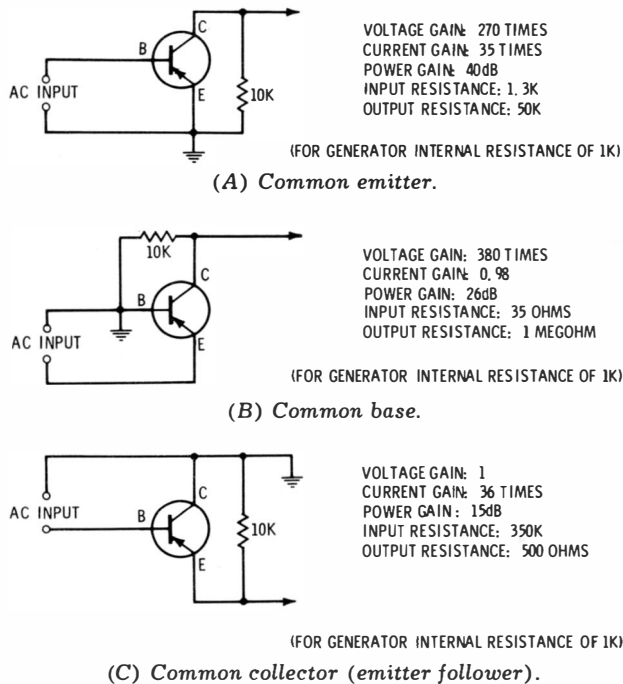 C
B
E
AC INPUT
10K
VOLTAGE GAIN: 270 TIMES
CURRENT GAIN: 35 TIMES
POWER GAIN: 40dB
INPUT RESISTANCE: 1.3K
OUTPUT RESISTANCE: 50K
(FOR GENERATOR INTERNAL RESISTANCE OF 1K)
(A) Common emitter.
10K
C
B
E
AC INPUT
VOLTAGE GAIN: 380 TIMES
CURRENT GAIN: 0.98
POWER GAIN: 26dB
INPUT RESISTANCE: 35 OHMS
OUTPUT RESISTANCE: 1 MEGOHM
(FOR GENERATOR INTERNAL RESISTANCE OF 1K)
(B) Common base.
C
AC INPUT
B
10K
E
VOLTAGE GAIN: 1
CURRENT GAIN: 36 TIMES
POWER GAIN: 15dB
INPUT RESISTANCE: 350K
OUTPUT RESISTANCE: 500 OHMS
(FOR GENERATOR INTERNAL RESISTANCE OF 1K)
(C) Common collector (emitter follower).